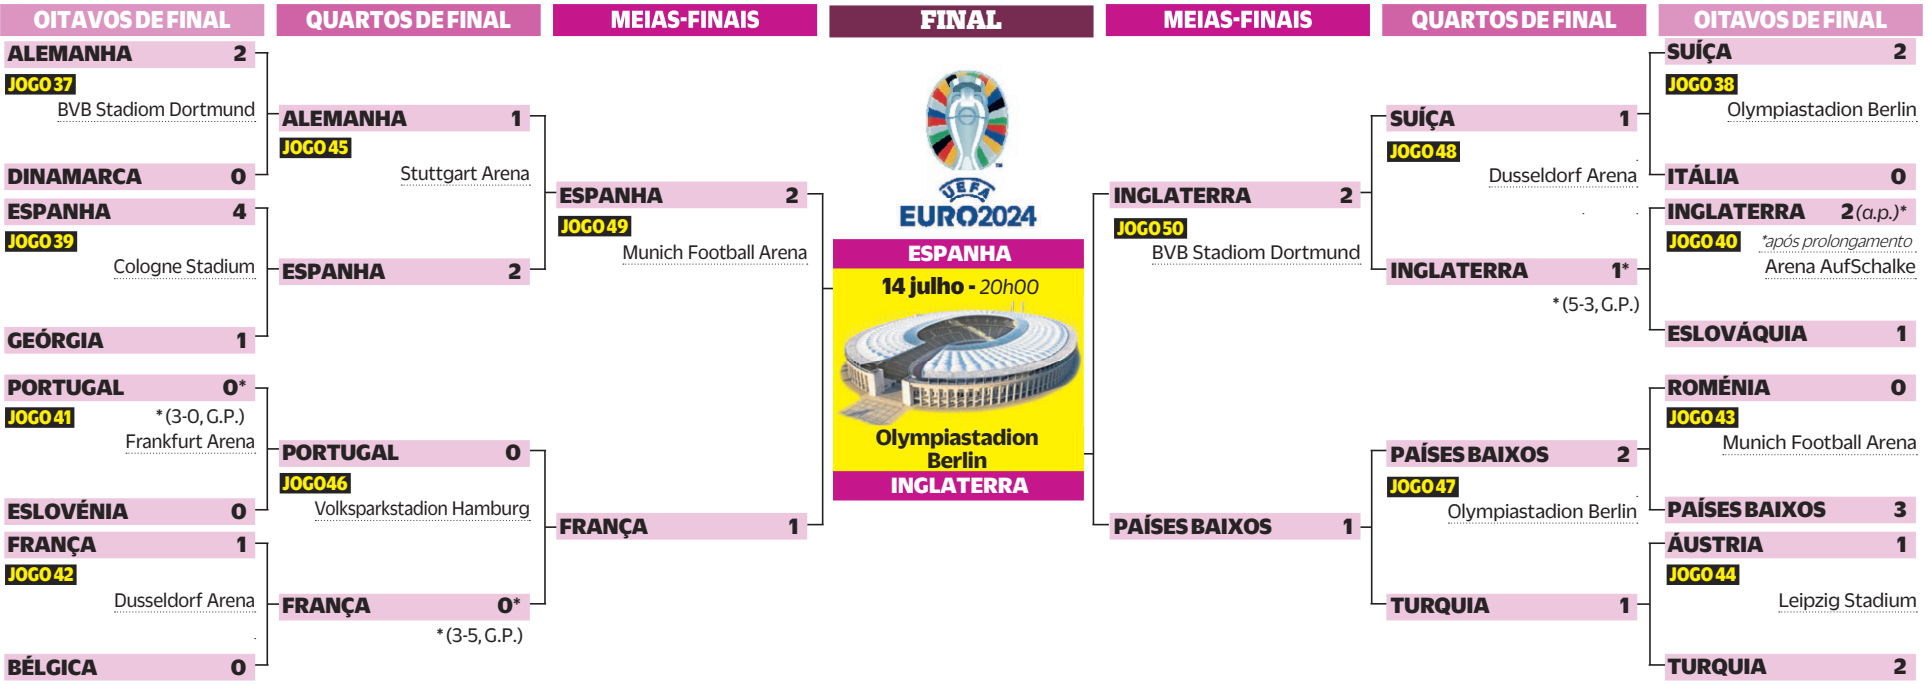 OITAVOS DE FINAL
QUARTOS DE FINAL
MEIAS-FINAIS
FINAL
MEIAS-FINAIS
QUARTOS DE FINAL
OITAVOS DE FINAL
ALEMANHA 2
JOGO 37
BVB Stadiom Dortmund
DINAMARCA 0
ESPANHA 4
JOGO 39
Cologne Stadium
GEÓRGIA 1
PORTUGAL 0*
JOGO 41 *(3-0, G.P.)
Frankfurt Arena
ESLOVÉNIA 0
FRANÇA 1
JOGO 42
Dusseldorf Arena
BÉLGICA 0
ALEMANHA 1
JOGO 45
Stuttgart Arena
ESPANHA 2
PORTUGAL 0
JOGO46
Volksparkstadion Hamburg
FRANÇA 0*
*(3-5, G.P.)
ESPANHA 2
JOGO 49
Munich Football Arena
FRANÇA 1
UEFA
EURO2024
ESPANHA
14 julho - 20h00
Olympiastadion
Berlin
INGLATERRA
INGLATERRA 2
JOGO 50
BVB Stadiom Dortmund
PAÍSES BAIXOS 1
SUÍÇA 1
JOGO 48
Dusseldorf Arena
INGLATERRA 1*
*(5-3, G.P.)
PAÍSES BAIXOS 2
JOGO 47
Olympiastadion Berlin
TURQUIA 1
SUÍÇA 2
JOGO 38
Olympiastadion Berlin
ITÁLIA 0
INGLATERRA 2 (a.p.)*
JOGO 40 *após prolongamento
Arena AufSchalke
ESLOVÁQUIA 1
ROMÉNIA 0
JOGO 43
Munich Football Arena
PAÍSES BAIXOS 3
ÁUSTRIA 1
JOGO 44
Leipzig Stadium
TURQUIA 2